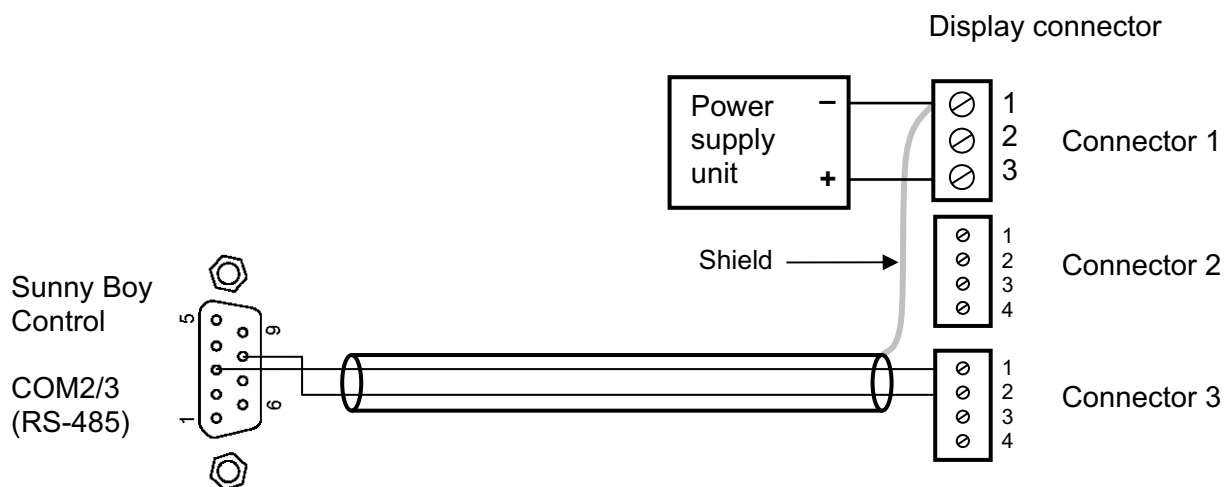 Display connector
Power
supply
unit
–
+
1
2
3
Connector 1
Shield
1
2
3
4
Connector 2
Sunny Boy
Control
COM2/3
(RS-485)
5
9
1
6
1
2
3
4
Connector 3